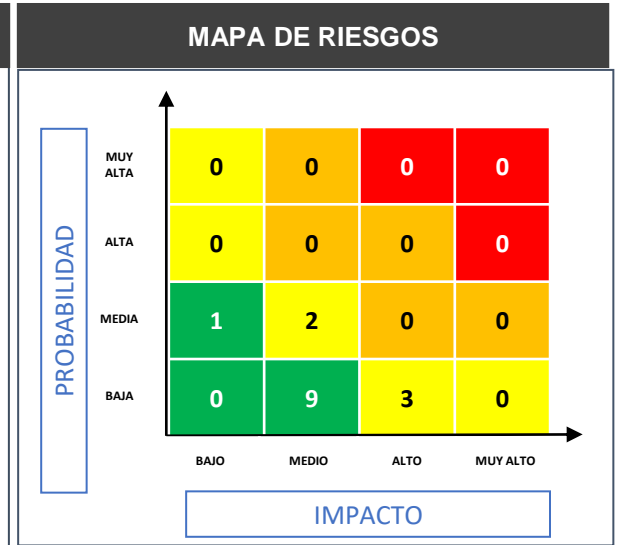 MAPA DE RIESGOS
PROBABILIDAD
MUY
ALTA
0 0 0 0
ALTA
0 0 0 0
MEDIA
1 2 0 0
BAJA
0 9 3 0
BAJO MEDIO ALTO MUY ALTO
IMPACTO